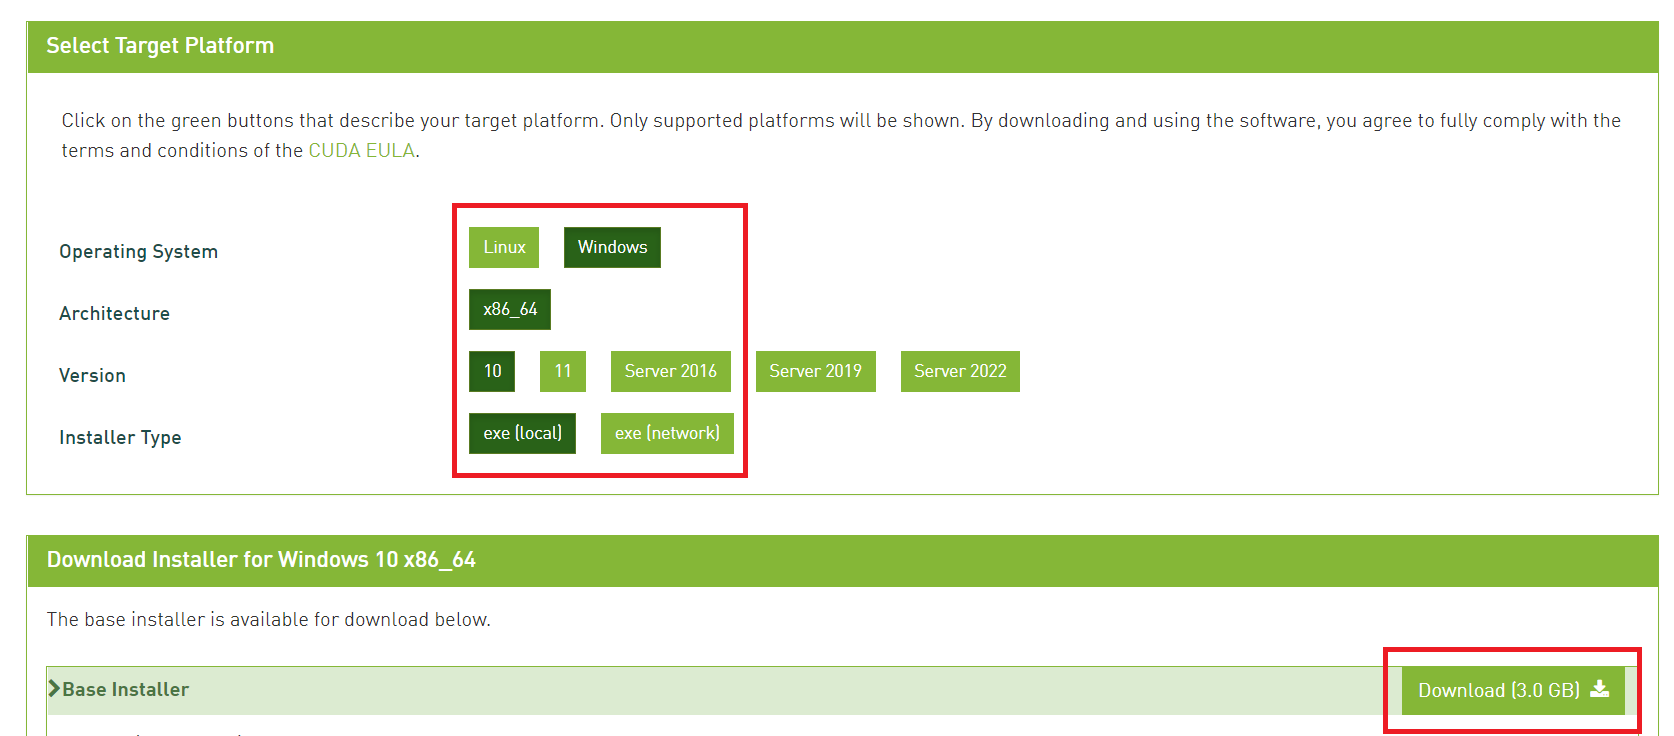 Select Target Platform
Click on the green buttons that describe your target platform. Only supported platforms will be shown. By downloading and using the software, you agree to fully comply with the
terms and conditions of the CUDA EULA.
Operating System Linux Windows
Architecture x86_64
Version 10 11 Server 2016 Server 2019 Server 2022
Installer Type exe (local) exe (network)
Download Installer for Windows 10 x86_64
The base installer is available for download below.
Base Installer Download (3.0 GB)